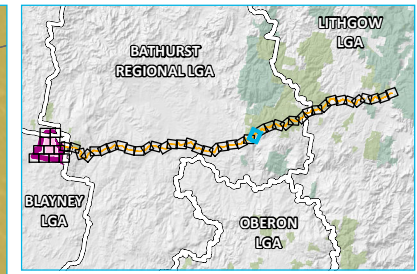 LITHGOW
LGA
BATHURST
REGIONAL LGA
BLAYNEY
LGA
OBERON
LGA